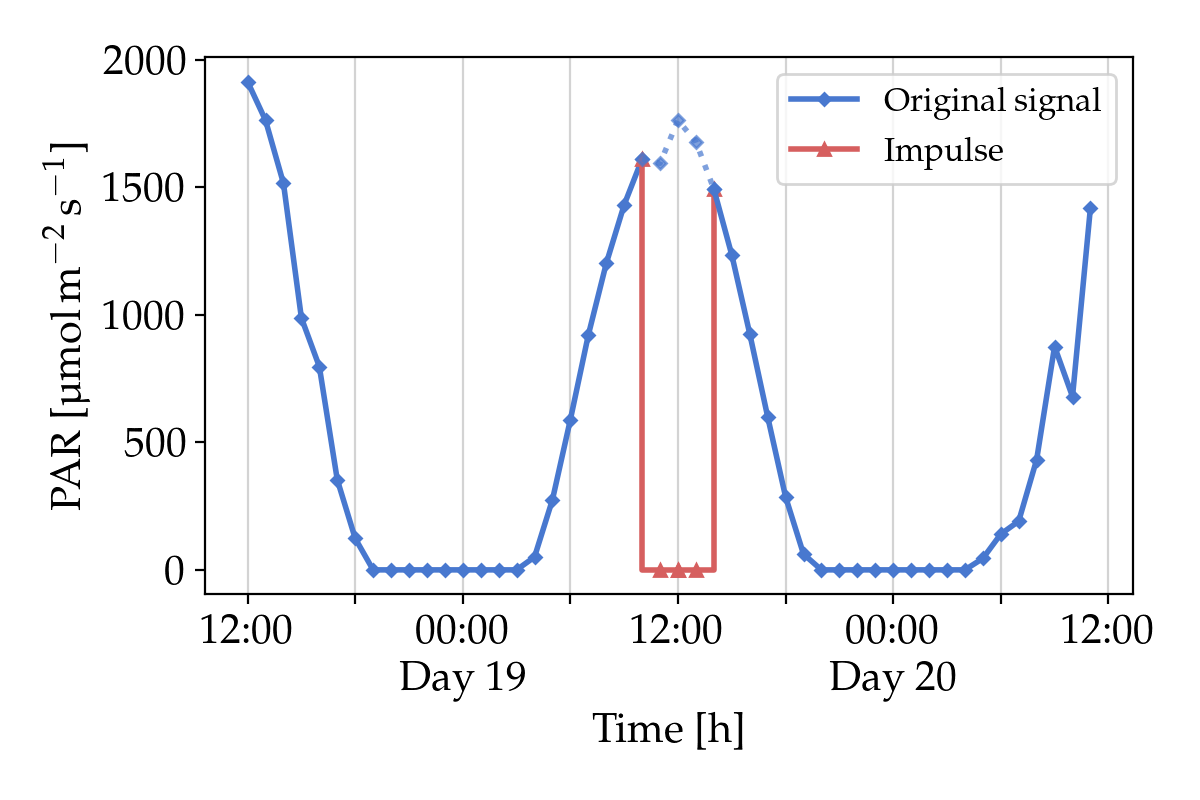 2000
1500
1000
500
0
PAR [μmol m⁻² s⁻¹]
Original signal
Impulse
12:00 00:00 12:00 00:00 12:00
Day 19 Day 20
Time [h]